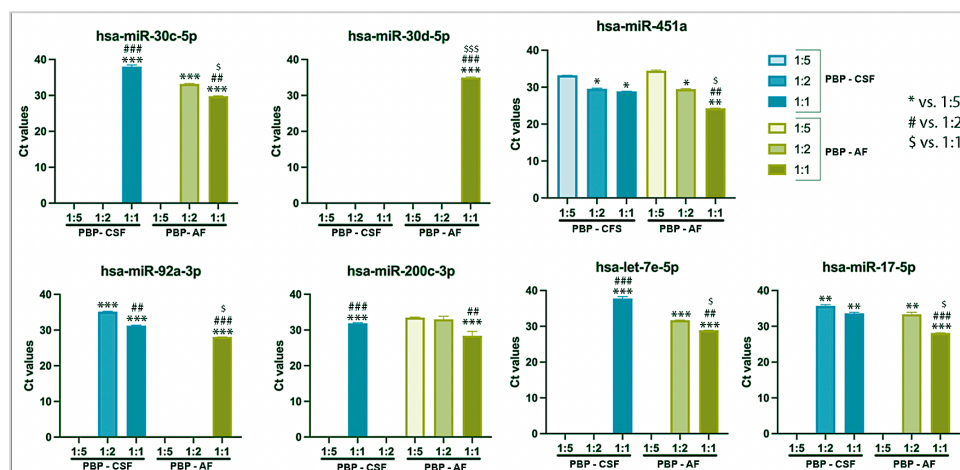 hsa-miR-30c-5p
Ct values
40
30
20
10
0
###
***
***
$
##
***
1:5 1:2 1:1 1:5 1:2 1:1
PBP- CSF PBP- AF
hsa-miR-30d-5p
Ct values
40
30
20
10
0
$$$
###
***
1:5 1:2 1:1 1:5 1:2 1:1
PBP - CSF PBP - AF
hsa-miR-451a
Ct values
40
30
20
10
0
*
*
*
$
##
**
1:5 1:2 1:1 1:5 1:2 1:1
PBP - CFS PBP - AF
1:5
1:2
1:1
PBP - CSF
1:5
1:2
1:1
PBP - AF
* vs. 1:5
# vs. 1:2
$ vs. 1:1
hsa-miR-92a-3p
Ct values
40
30
20
10
0
***
##
***
$
###
***
1:5 1:2 1:1 1:5 1:2 1:1
PBP - CSF PBP - AF
hsa-miR-200c-3p
Ct values
40
30
20
10
0
###
***
##
***
1:5 1:2 1:1 1:2 1:5 1:2 1:1
PBP - CSF PBP - AF
hsa-let-7e-5p
Ct values
40
30
20
10
0
###
***
***
$
##
***
1:5 1:2 1:1 1:5 1:2 1:1
PBP - CSF PBP - AF
hsa-miR-17-5p
Ct values
40
30
20
10
0
**
**
**
$
###
***
1:5 1:2 1:1 1:5 1:2 1:1
PBP - CSF PBP - AF